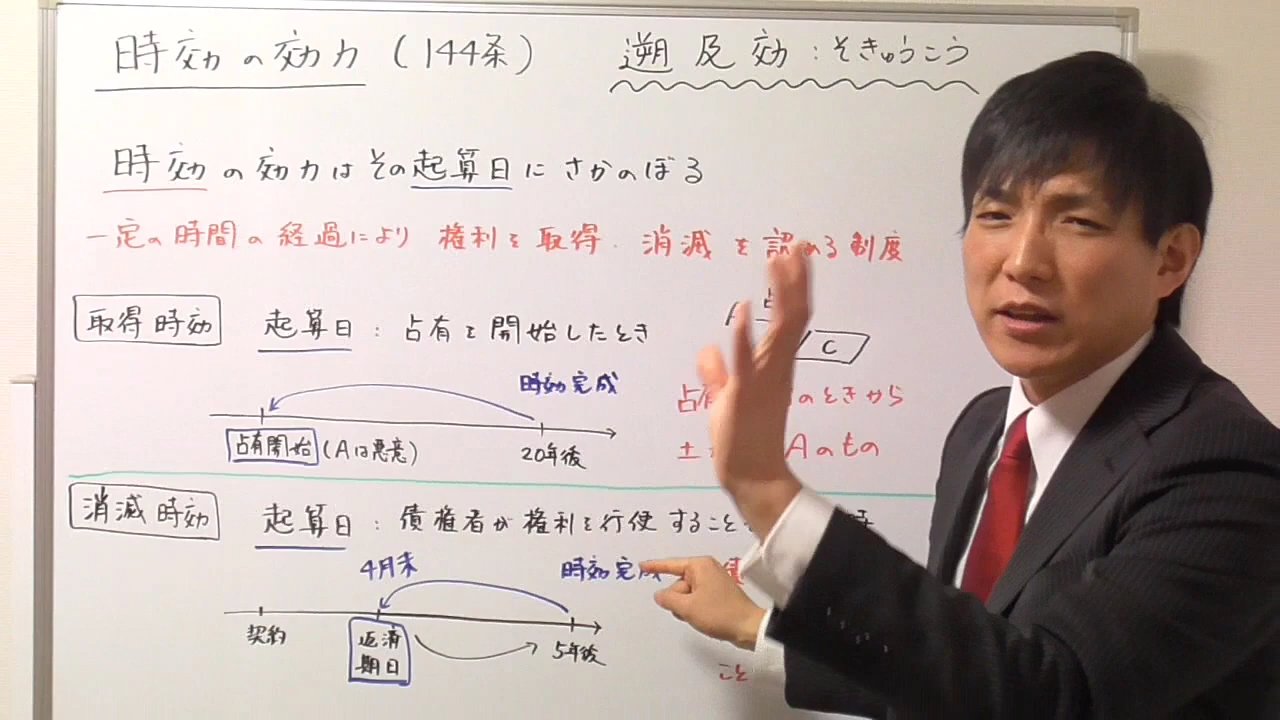 時効の効力（144条）
遡及効：そきゅうこう
時効の効力はその起算日にさかのぼる
一定の時間の経過により 権利を取得・消滅を認める制度
取得時効
起算日：占有を開始したとき
A
C
時効完成
占有開始（Aは悪意）
20年後
占有 のときから
土 Aのもの
消滅時効
起算日：債権者が権利を行使すること 時
4月末
時効完成
契約
返済期日
5年後
こと